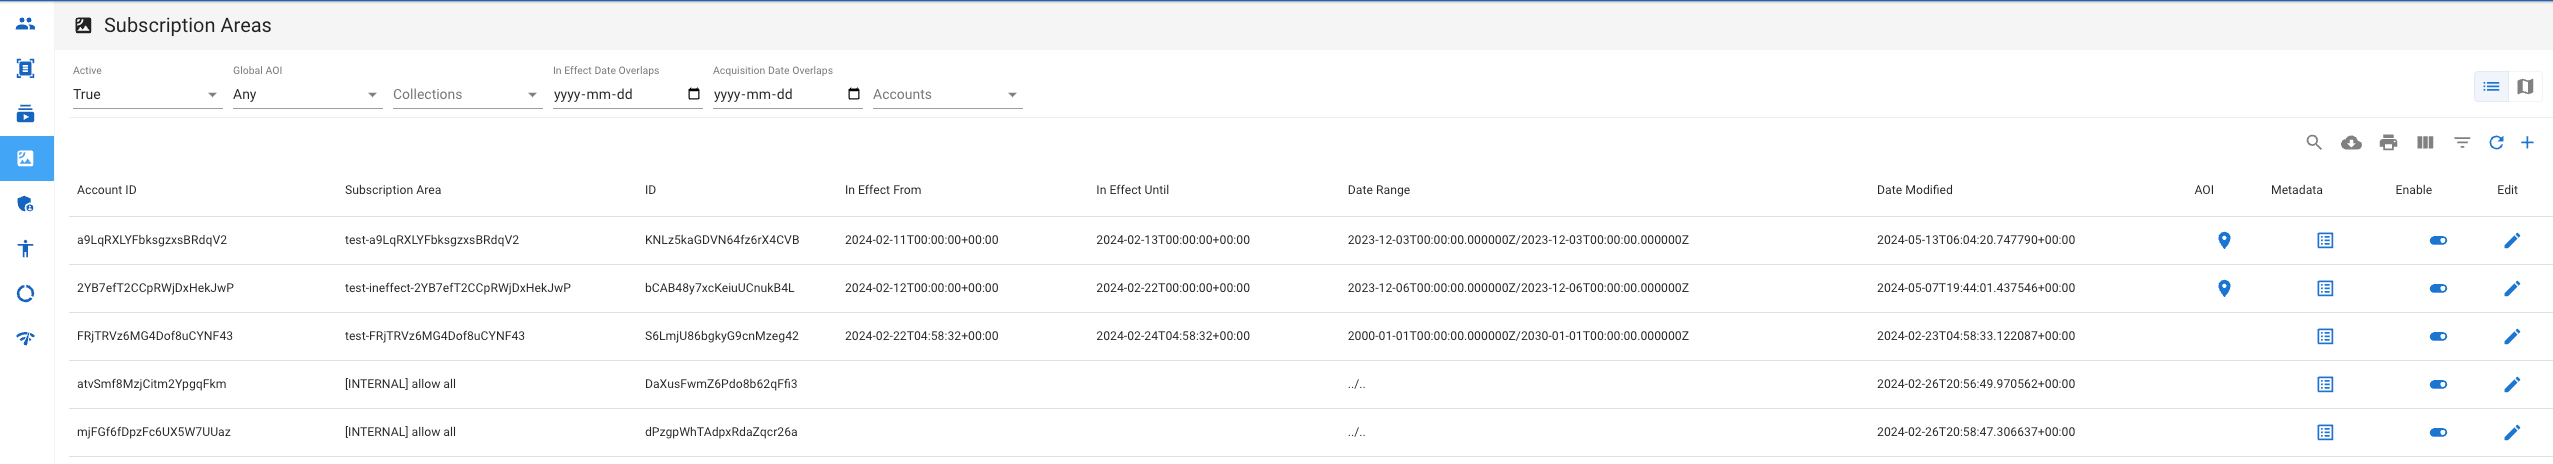 Subscription Areas
Active Global AOI In Effect Date Overlaps Acquisition Date Overlaps
True Any Collections yyyy-mm-dd yyyy-mm-dd Accounts
Account ID Subscription Area ID In Effect From In Effect Until Date Range Date Modified AOI Metadata Enable Edit
a9LqRXLYFbksgzxsBRdqV2 test-a9LqRXLYFbksgzxsBRdqV2 KNLz5kaGDVN64fz6rX4CVB 2024-02-11T00:00:00+00:00 2024-02-13T00:00:00+00:00 2023-12-03T00:00:00.000000Z/2023-12-03T00:00:00.000000Z 2024-05-13T06:04:20.747790+00:00
2YB7efT2CCpRWjDxHekJwP test-ineffect-2YB7efT2CCpRWjDxHekJwP bCAB48y7xcKeiuUCnukB4L 2024-02-12T00:00:00+00:00 2024-02-22T00:00:00+00:00 2023-12-06T00:00:00.000000Z/2023-12-06T00:00:00.000000Z 2024-05-07T19:44:01.437546+00:00
FRjTRVz6MG4Dof8uCYNF43 test-FRjTRVz6MG4Dof8uCYNF43 S6LmjU86bgkyG9cnMzeg42 2024-02-22T04:58:32+00:00 2024-02-24T04:58:32+00:00 2000-01-01T00:00:00.000000Z/2030-01-01T00:00:00.000000Z 2024-02-23T04:58:33.122087+00:00
atvSmf8MzjCitm2YpgqFkm [INTERNAL] allow all DaXusFwmZ6Pdo8b62qFfi3 ../.. 2024-02-26T20:56:49.970562+00:00
mjFGf6fDpzFc6UX5W7UUaz [INTERNAL] allow all dPzgpWhTAdpxRdaZqcr26a ../.. 2024-02-26T20:58:47.306637+00:00